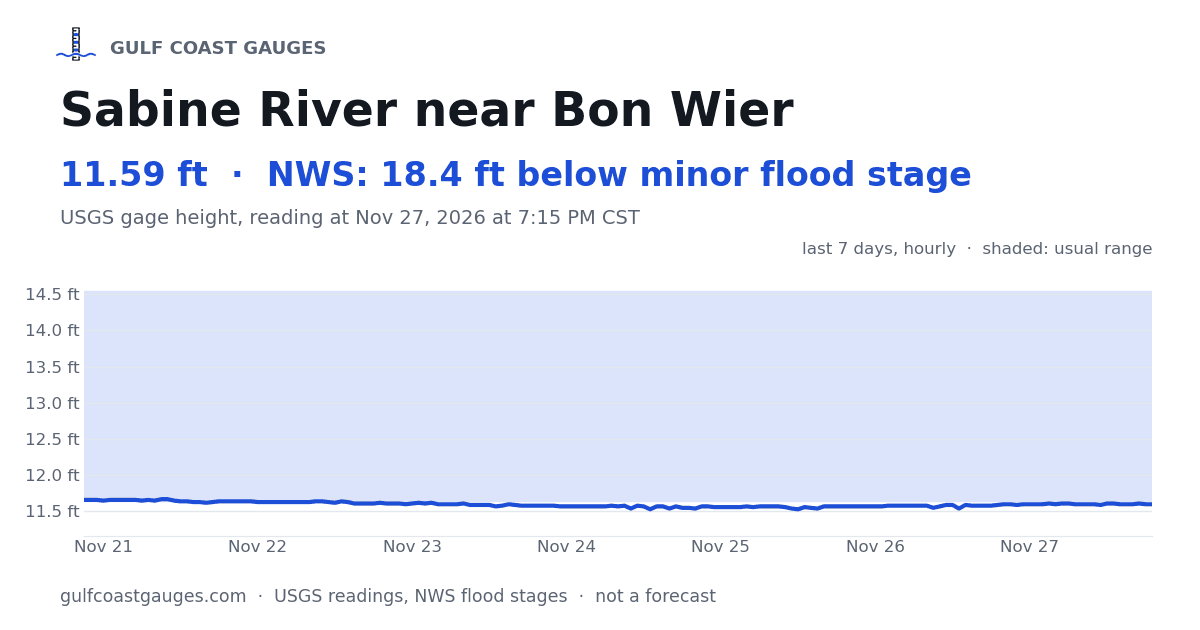 GULF COAST GAUGES
Sabine River near Bon Wier
11.59 ft · NWS: 18.4 ft below minor flood stage
USGS gage height, reading at Nov 27, 2026 at 7:15 PM CST
last 7 days, hourly · shaded: usual range
14.5 ft
14.0 ft
13.5 ft
13.0 ft
12.5 ft
12.0 ft
11.5 ft
Nov 21 Nov 22 Nov 23 Nov 24 Nov 25 Nov 26 Nov 27
gulfcoastgauges.com · USGS readings, NWS flood stages · not a forecast